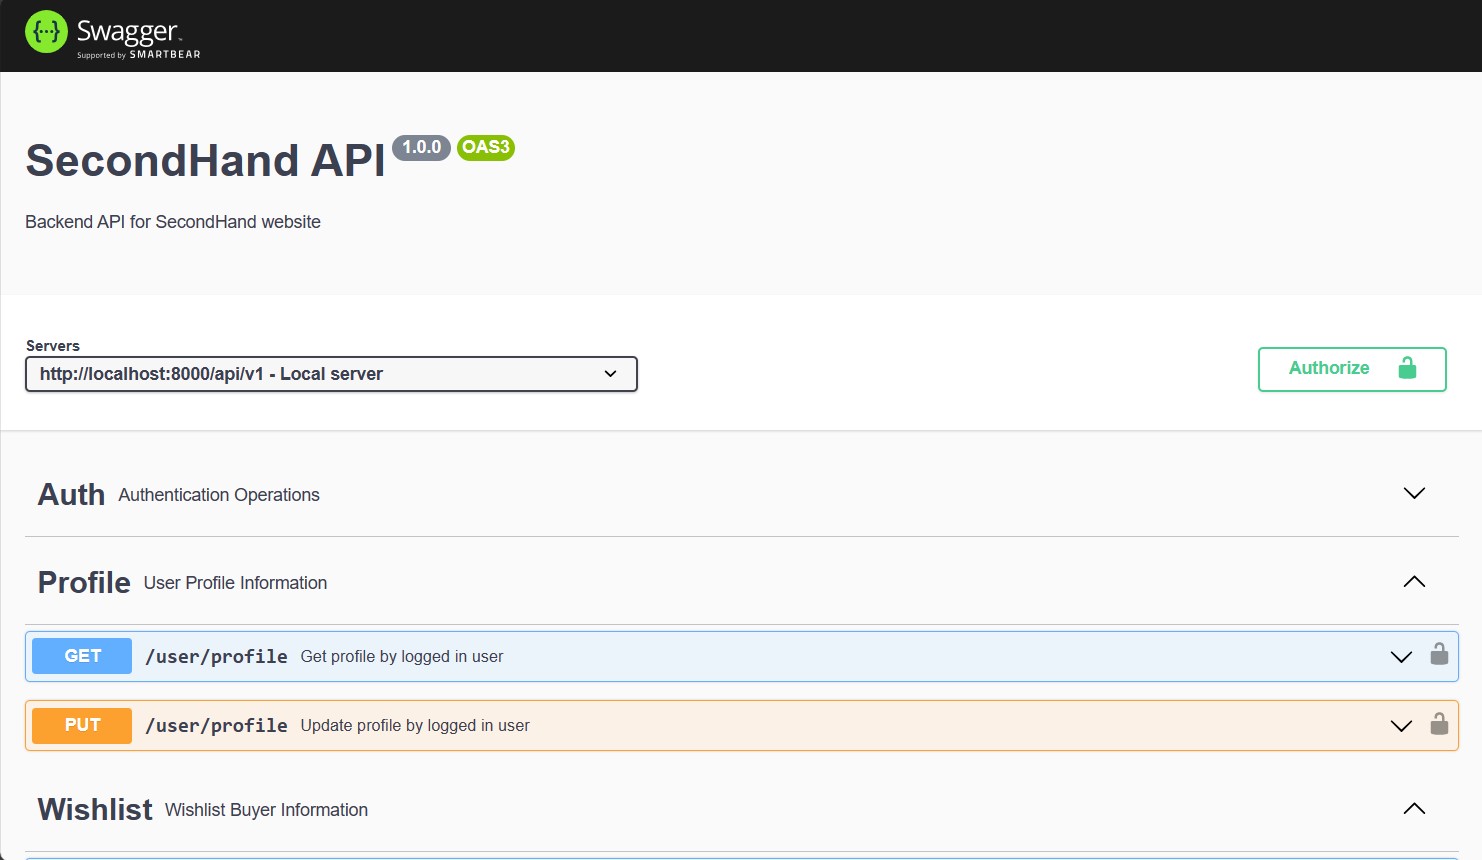 {···} Swagger™
Supported by SMARTBEAR
SecondHand API 1.0.0 OAS3
Backend API for SecondHand website
Servers
http://localhost:8000/api/v1 - Local server
Authorize
Auth Authentication Operations
Profile User Profile Information
GET /user/profile Get profile by logged in user
PUT /user/profile Update profile by logged in user
Wishlist Wishlist Buyer Information